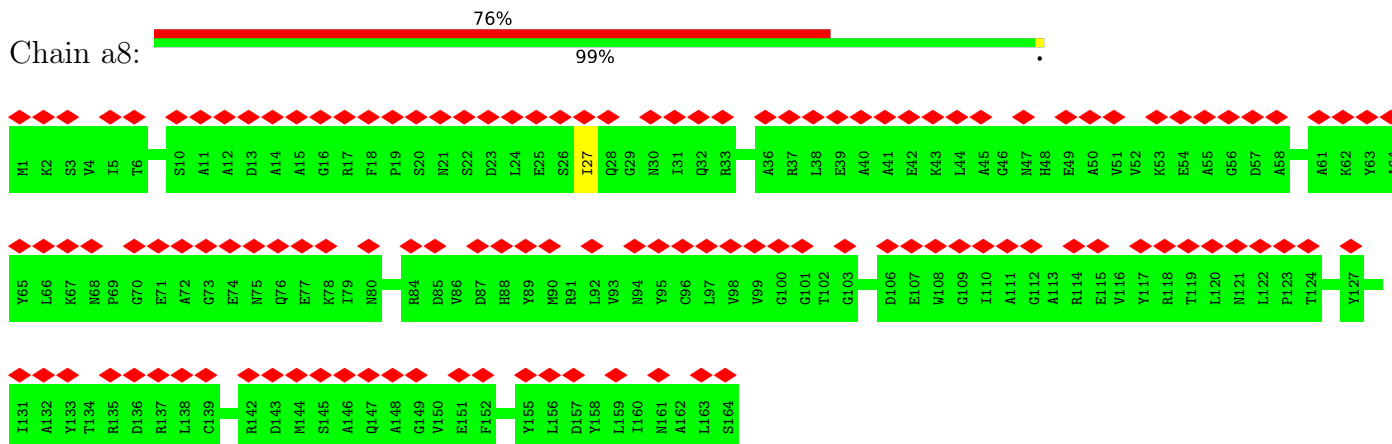 76%
Chain a8:
99% .
M1 K2 S3 V4 I5 T6 S10 A11 A12 D13 A14 A15 G16 R17 F18 P19 S20 N21 S22 D23 L24 E25 S26 I27 Q28 G29 N30 I31 Q32 R33 A36 R37 L38 E39 A40 A41 E42 K43 L44 A45 G46 N47 H48 E49 A50 V51 V52 K53 E54 A55 G56 D57 A58 A61 K62 Y63 A64
Y65 L66 K67 N68 P69 G70 E71 A72 G73 E74 N75 Q76 E77 K78 I79 N80 R84 D85 V86 D87 H88 Y89 M90 R91 L92 V93 N94 Y95 C96 L97 V98 V99 G100 G101 T102 G103 D106 E107 W108 G109 I110 A111 G112 A113 R114 E115 V116 Y117 R118 T119 L120 N121 L122 P123 T124 Y127
I131 A132 Y133 T134 R135 D136 R137 L138 C139 R142 D143 M144 S145 A146 Q147 A148 G149 V150 E151 F152 Y155 L156 D157 Y158 L159 I160 N161 A162 L163 S164